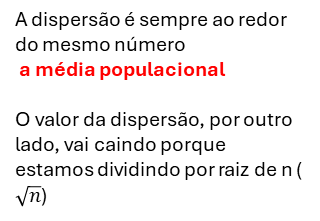 A dispersão é sempre ao redor
do mesmo número
a média populacional
O valor da dispersão, por outro
lado, vai caindo porque
estamos dividindo por raiz de n (
√n)